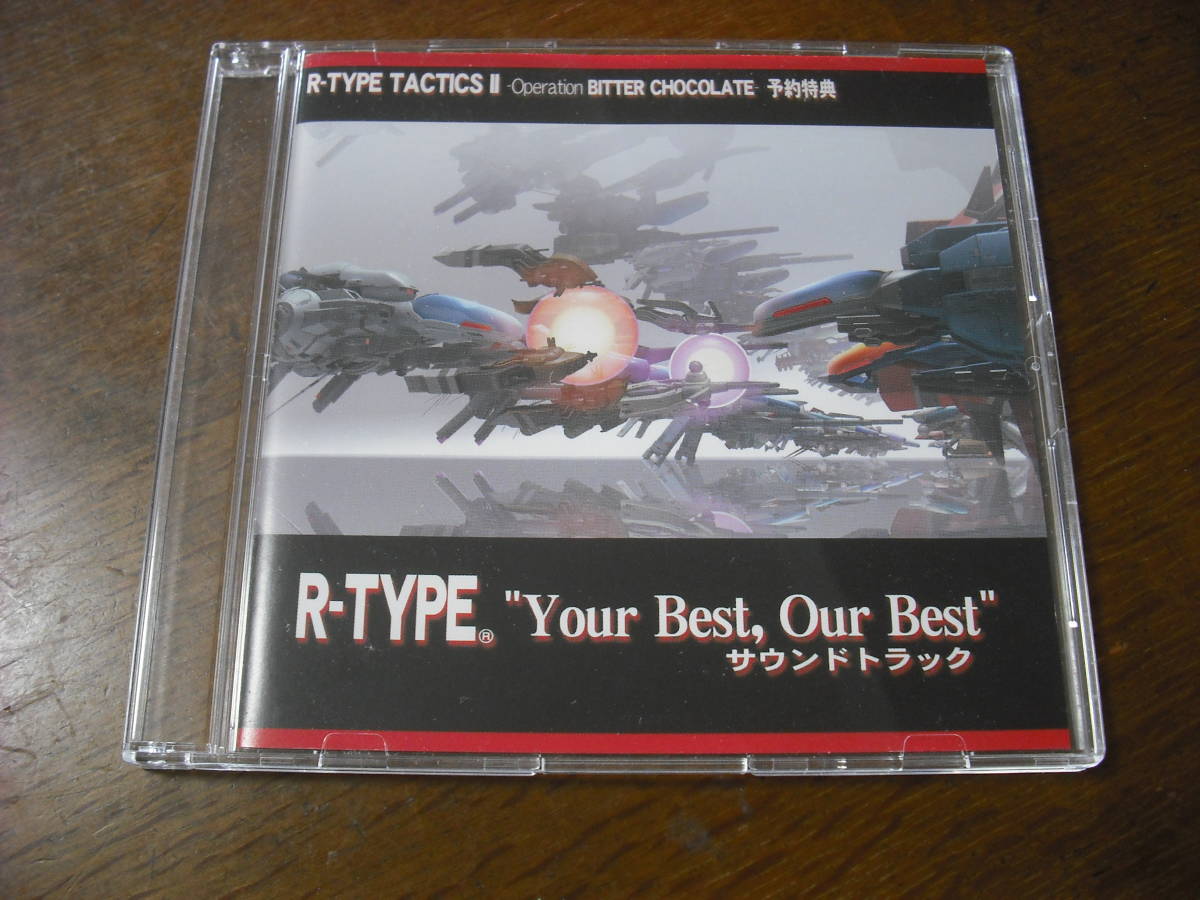 R-TYPE TACTICS II -Operation BITTER CHOCOLATE- 予約特典
R-TYPE® "Your Best, Our Best"
サウンドトラック